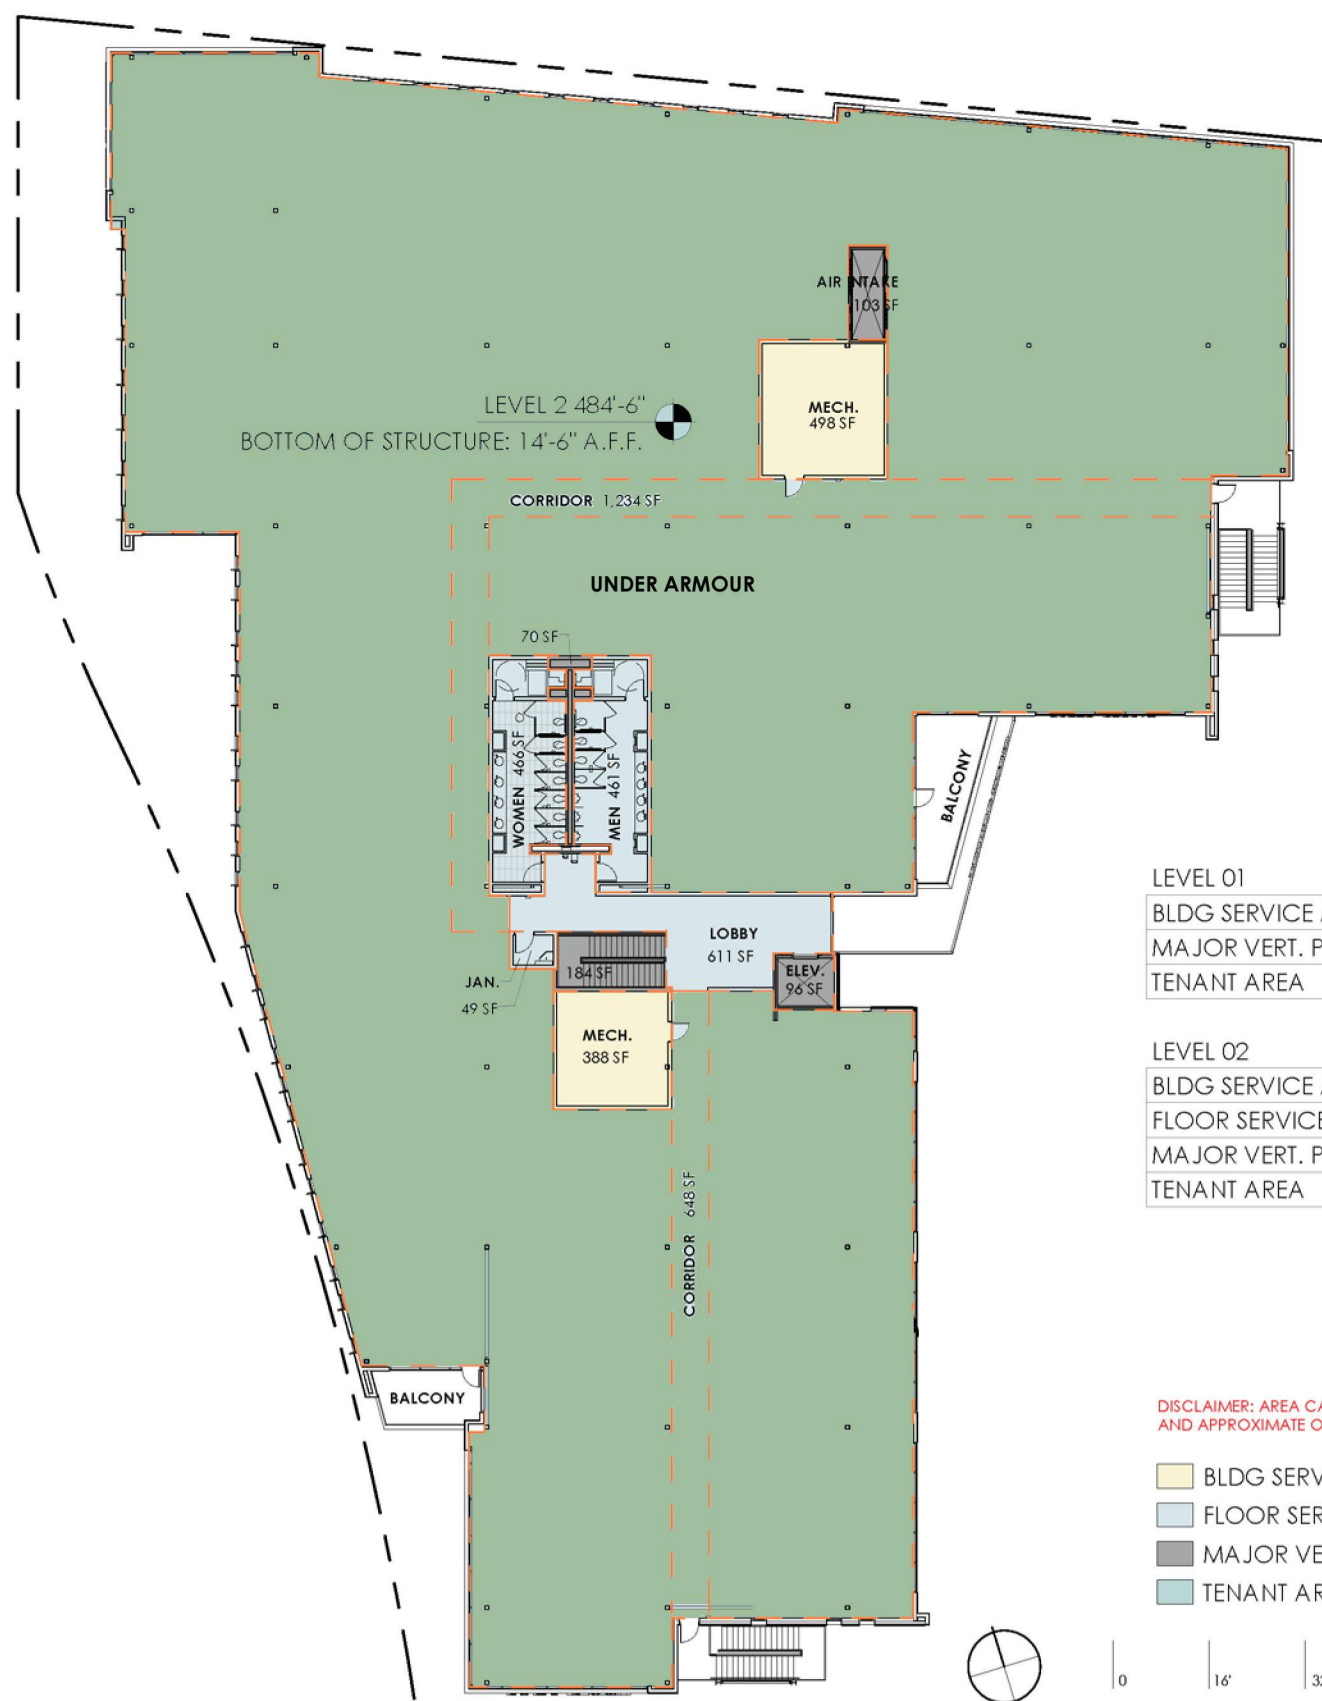 AIR INTAKE
103 SF
LEVEL 2 484'-6"
BOTTOM OF STRUCTURE: 14'-6" A.F.F.
MECH.
498 SF
CORRIDOR 1,234 SF
UNDER ARMOUR
70 SF
WOMEN 466 SF
MEN 461 SF
BALCONY
LOBBY
611 SF
JAN.
49 SF
184 SF
ELEV.
96 SF
MECH.
388 SF
CORRIDOR 648 SF
BALCONY
LEVEL 01
BLDG SERVICE
MAJOR VERT. P
TENANT AREA
LEVEL 02
BLDG SERVICE
FLOOR SERVICE
MAJOR VERT. P
TENANT AREA
DISCLAIMER: AREA CA
AND APPROXIMATE O
BLDG SERV
FLOOR SER
MAJOR VE
TENANT AR
0 16'